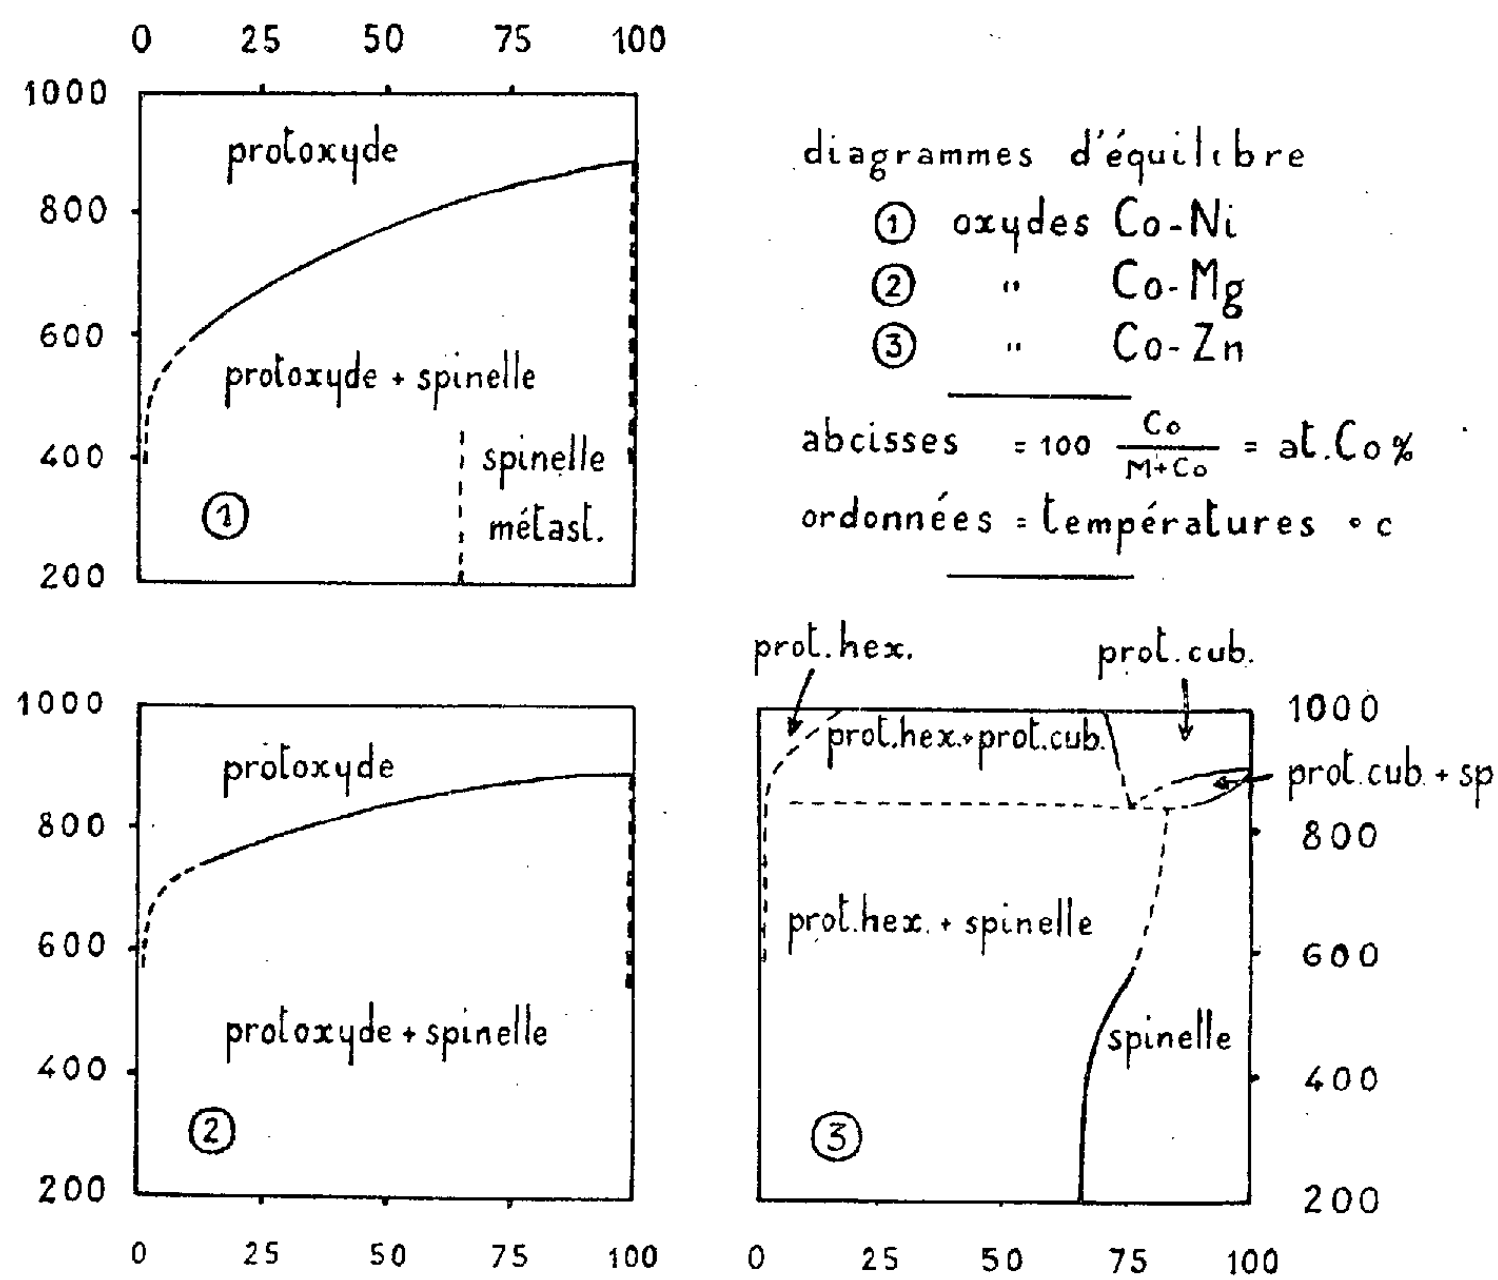 0 25 50 75 100
1000
protoxyde
800
600
protoxyde + spinelle
400
spinelle
métast.
①
200
diagrammes d'équilibre
① oxydes Co-Ni
② " Co-Mg
③ " Co-Zn
abcisses = 100 Co / M+Co = at.Co%
ordonnées = températures ° c
1000
protoxyde
800
600
protoxyde + spinelle
400
②
200
0 25 50 75 100
prot.hex.
prot.cub.
1000
prot.hex.+prot.cub.
prot.cub. + sp
800
prot.hex. + spinelle
600
spinelle
400
③
200
0 25 50 75 100